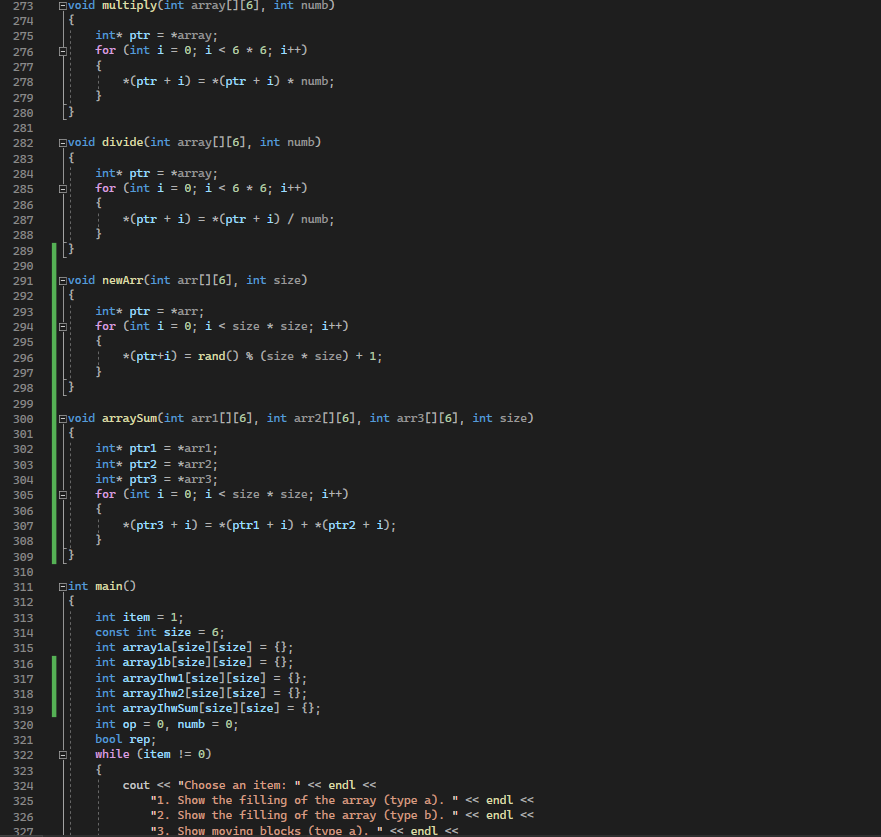 273 void multiply(int array[][6], int numb)
274 {
275 int* ptr = *array;
276 for (int i = 0; i < 6 * 6; i++)
277 {
278 *(ptr + i) = *(ptr + i) * numb;
279 }
280 }
281
282 void divide(int array[][6], int numb)
283 {
284 int* ptr = *array;
285 for (int i = 0; i < 6 * 6; i++)
286 {
287 *(ptr + i) = *(ptr + i) / numb;
288 }
289 }
290
291 void newArr(int arr[][6], int size)
292 {
293 int* ptr = *arr;
294 for (int i = 0; i < size * size; i++)
295 {
296 *(ptr+i) = rand() % (size * size) + 1;
297 }
298 }
299
300 void arraySum(int arr1[][6], int arr2[][6], int arr3[][6], int size)
301 {
302 int* ptr1 = *arr1;
303 int* ptr2 = *arr2;
304 int* ptr3 = *arr3;
305 for (int i = 0; i < size * size; i++)
306 {
307 *(ptr3 + i) = *(ptr1 + i) + *(ptr2 + i);
308 }
309 }
310
311 int main()
312 {
313 int item = 1;
314 const int size = 6;
315 int array1a[size][size] = {};
316 int array1b[size][size] = {};
317 int arrayIhw1[size][size] = {};
318 int arrayIhw2[size][size] = {};
319 int arrayIhwSum[size][size] = {};
320 int op = 0, numb = 0;
321 bool rep;
322 while (item != 0)
323 {
324 cout << "Choose an item: " << endl <<
325 "1. Show the filling of the array (type a). " << endl <<
326 "2. Show the filling of the array (type b). " << endl <<
327 "3. Show moving blocks (type a). " << endl <<